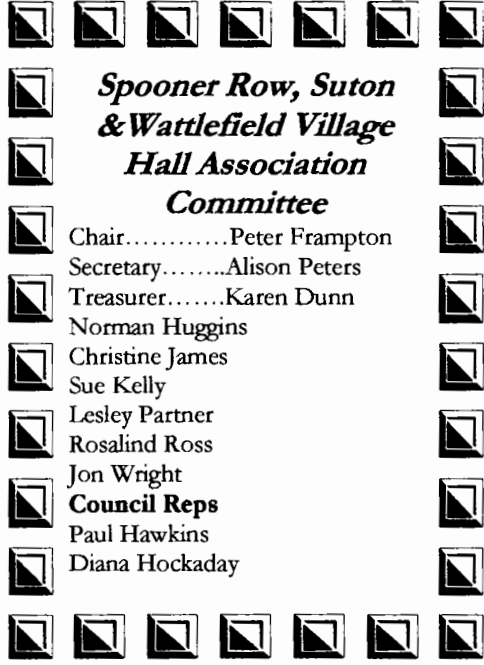 Spooner Row, Suton
& Wattlefield Village
Hall Association
Committee
Chair............Peter Frampton
Secretary........Alison Peters
Treasurer.......Karen Dunn
Norman Huggins
Christine James
Sue Kelly
Lesley Partner
Rosalind Ross
Jon Wright
Council Reps
Paul Hawkins
Diana Hockaday